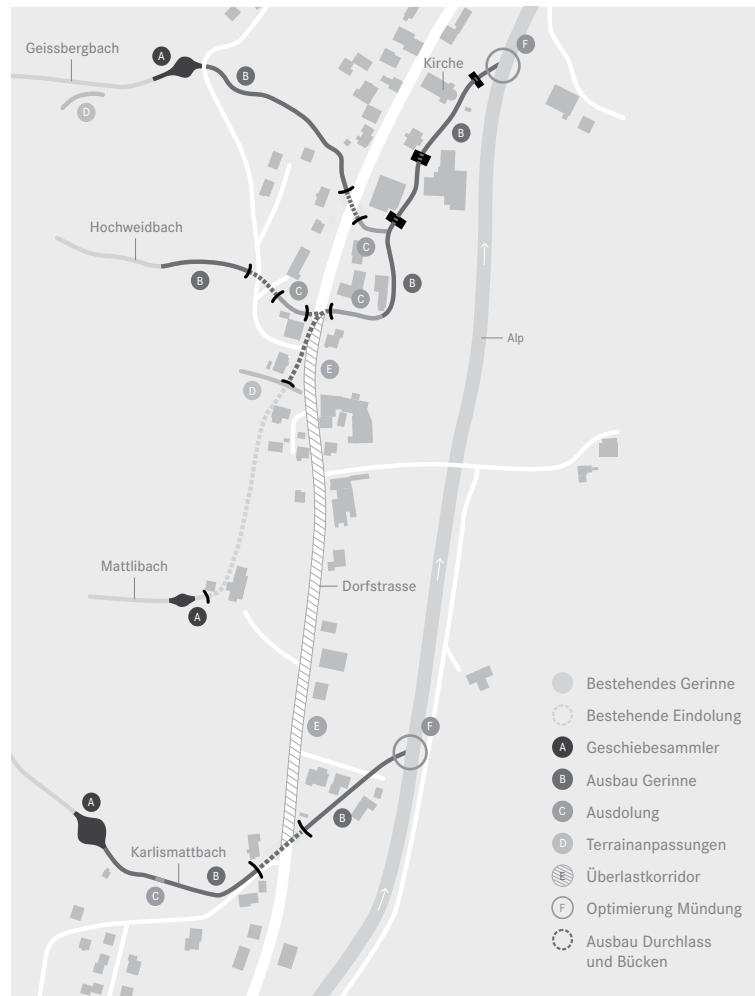 Geissbergbach
A
B
D
Kirche
F
B
Hochweidbach
B
C
C
C
B
E
D
Alp
Mattlibach
A
Dorfstrasse
E
F
A
B
Karlismattbach
B
C
Bestehendes Gerinne
Bestehende Eindolung
A Geschiebesammler
B Ausbau Gerinne
C Ausdolung
D Terrainanpassungen
E Überlastkorridor
F Optimierung Mündung
Ausbau Durchlass
und Bücken